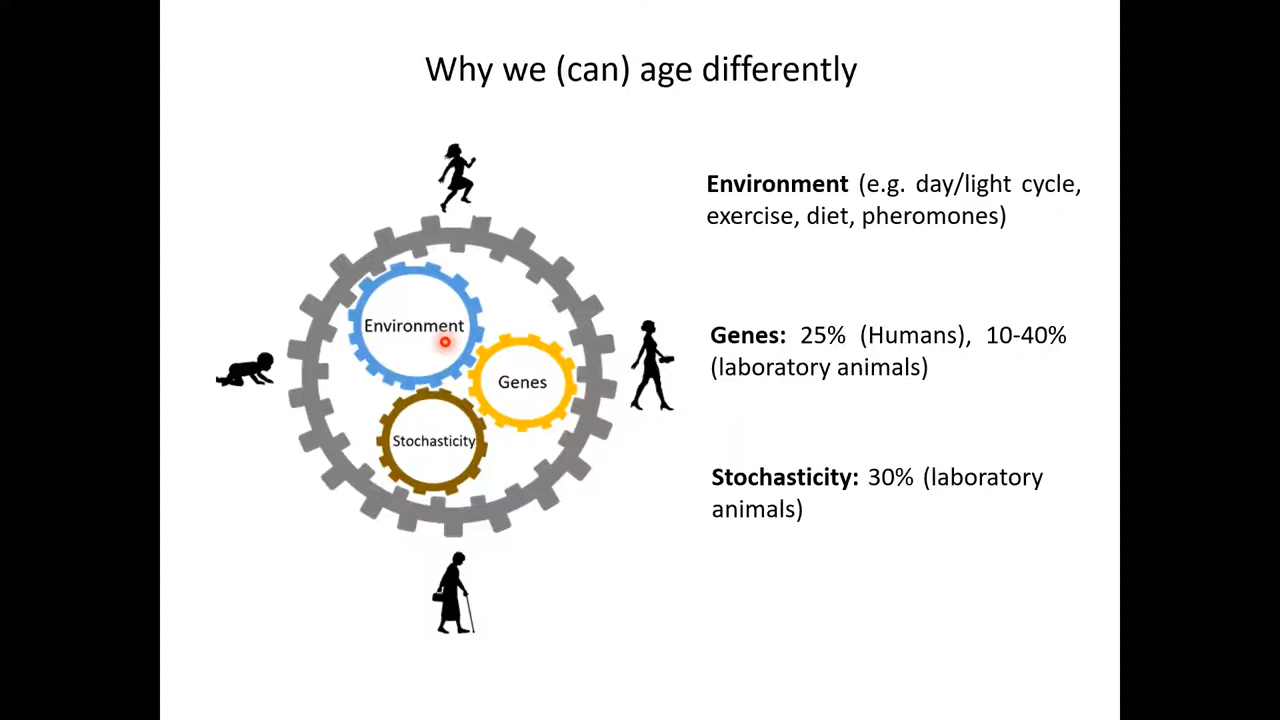 Why we (can) age differently
Environment (e.g. day/light cycle,
exercise, diet, pheromones)
Environment
Genes: 25% (Humans), 10-40%
(laboratory animals)
Genes
Stochasticity
Stochasticity: 30% (laboratory
animals)